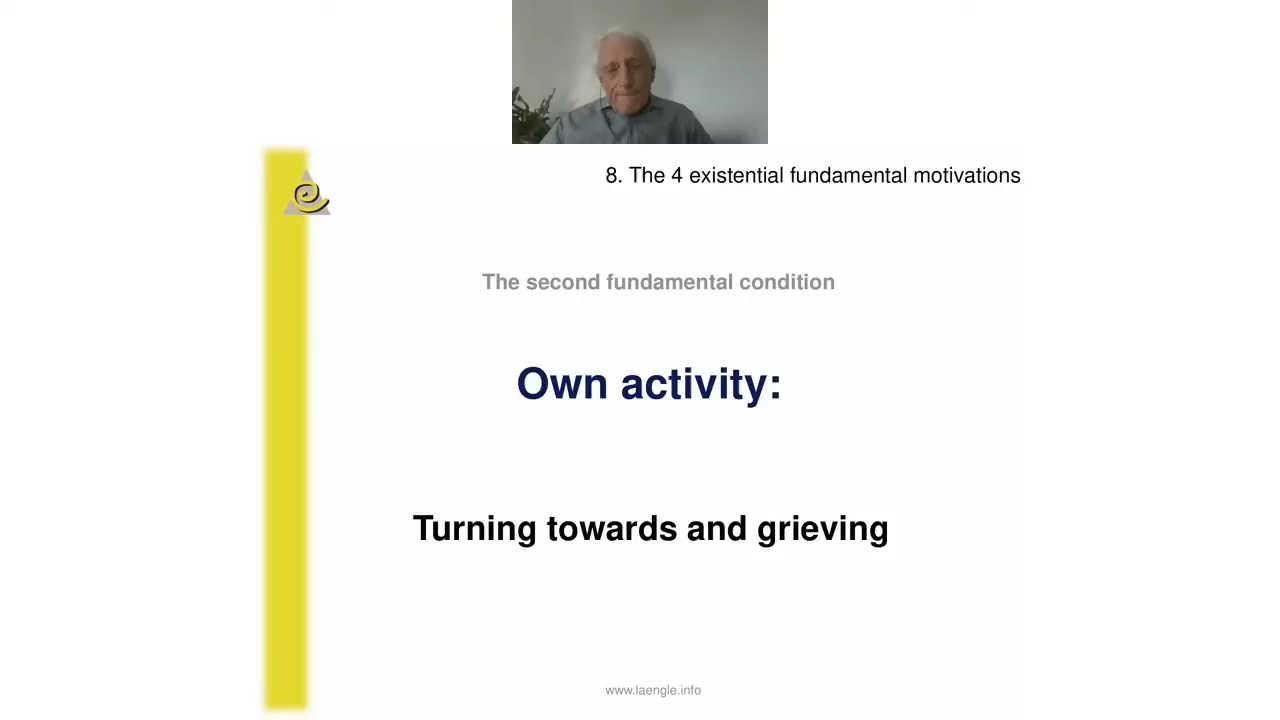 8. The 4 existential fundamental motivations
The second fundamental condition
Own activity:
Turning towards and grieving
www.laengle.info